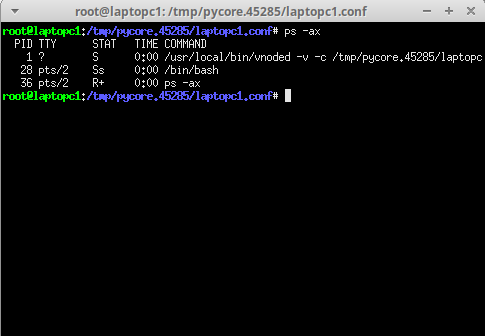 root@laptopc1: /tmp/pycore.45285/laptopc1.conf
root@laptopc1:/tmp/pycore.45285/laptopc1.conf# ps -ax
PID TTY STAT TIME COMMAND
1 ? S 0:00 /usr/local/bin/vnoded -v -c /tmp/pycore.45285/laptopc
28 pts/2 Ss 0:00 /bin/bash
36 pts/2 R+ 0:00 ps -ax
root@laptopc1:/tmp/pycore.45285/laptopc1.conf#